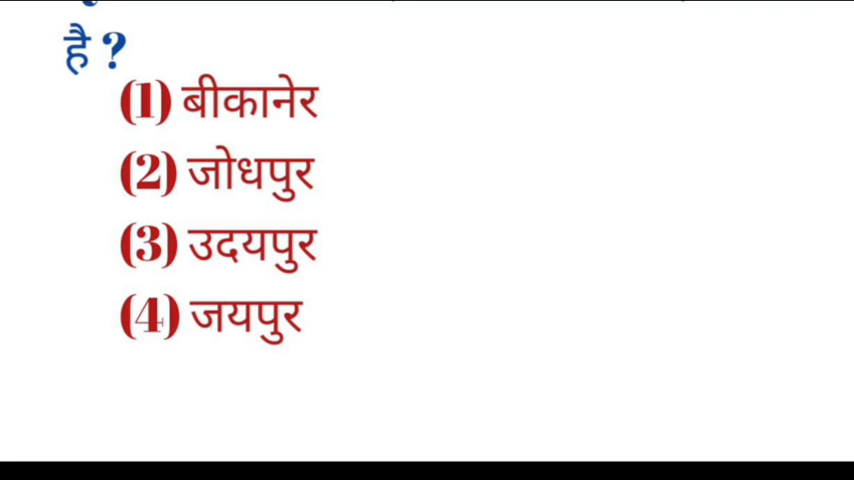 है ?
(1) बीकानेर
(2) जोधपुर
(3) उदयपुर
(4) जयपुर